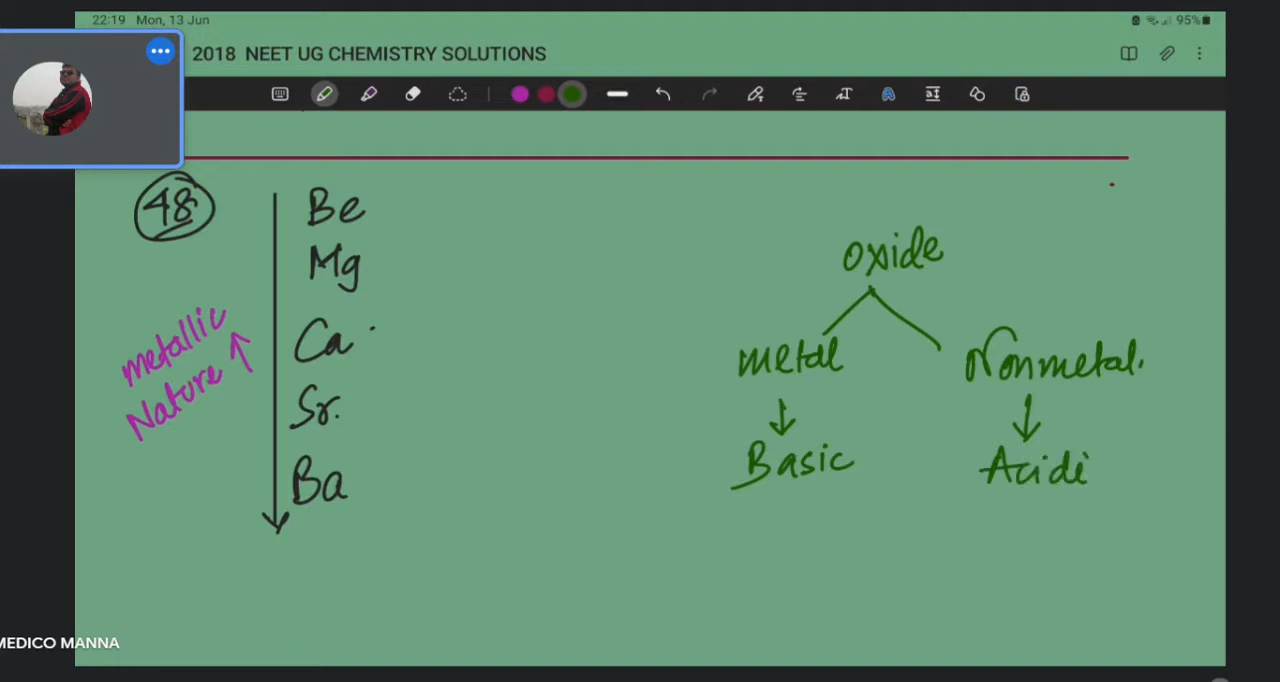 22:19 Mon, 13 Jun
95%
2018 NEET UG CHEMISTRY SOLUTIONS
48
Be
Mg
Ca
Sr.
Ba
metallic
Nature ↑
oxide
metal
Nonmetal.
Basic
Acidi
MEDICO MANNA